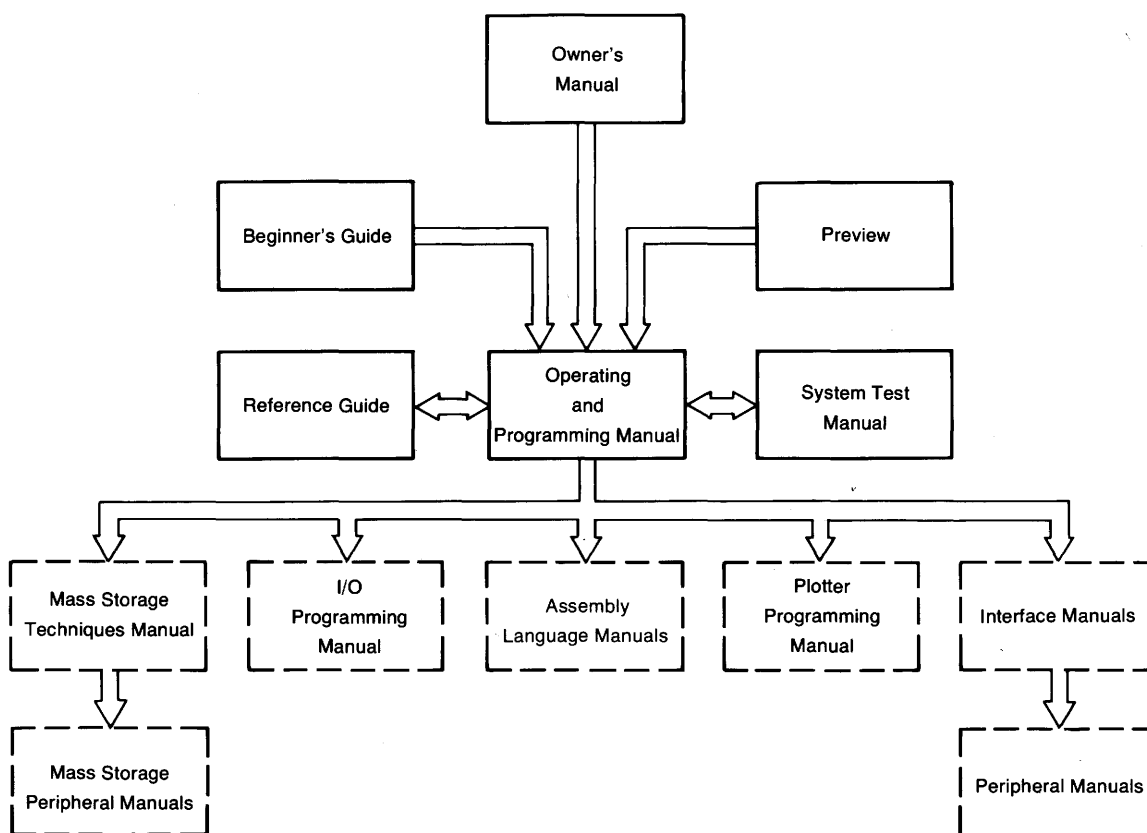 Owner's
Manual
Beginner's Guide
Preview
Reference Guide
Operating
and
Programming Manual
System Test
Manual
Mass Storage
Techniques Manual
I/O
Programming
Manual
Assembly
Language Manuals
Plotter
Programming
Manual
Interface Manuals
Mass Storage
Peripheral Manuals
Peripheral Manuals